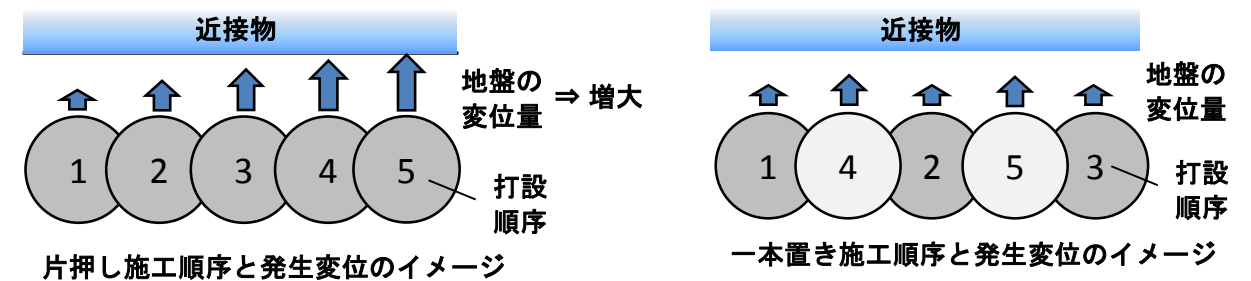 近接物
地盤の
変位量
⇒ 増大
1 2 3 4 5
打設
順序
片押し施工順序と発生変位のイメージ
近接物
地盤の
変位量
1 4 2 5 3
打設
順序
一本置き施工順序と発生変位のイメージ